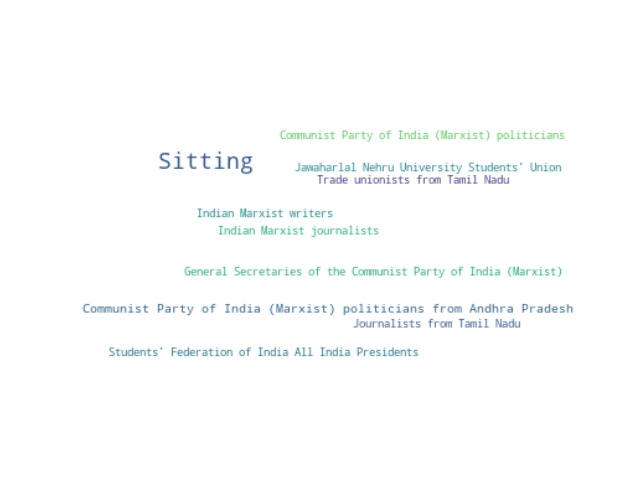 Communist Party of India (Marxist) politicians
Sitting
Jawaharlal Nehru University Students' Union
Trade unionists from Tamil Nadu
Indian Marxist writers
Indian Marxist journalists
General Secretaries of the Communist Party of India (Marxist)
Communist Party of India (Marxist) politicians from Andhra Pradesh
Journalists from Tamil Nadu
Students' Federation of India All India Presidents